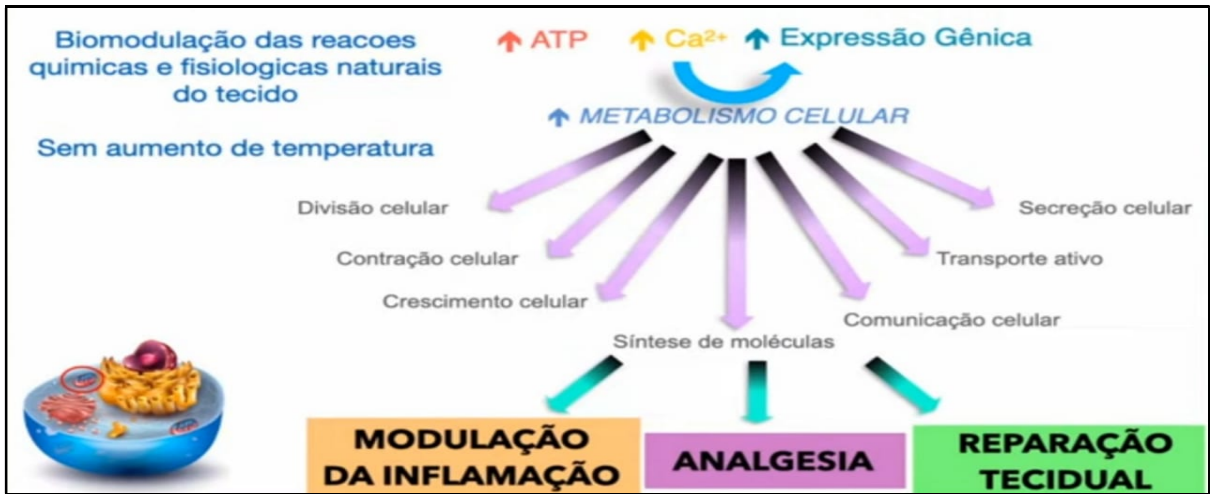 Biomodulação das reacoes
quimicas e fisiologicas naturais
do tecido
Sem aumento de temperatura
↑ ATP ↑ Ca²⁺ ↑ Expressão Gênica
↑ METABOLISMO CELULAR
Divisão celular
Secreção celular
Contração celular
Transporte ativo
Crescimento celular
Comunicação celular
Síntese de moléculas
MODULAÇÃO
DA INFLAMAÇÃO
ANALGESIA
REPARAÇÃO
TECIDUAL